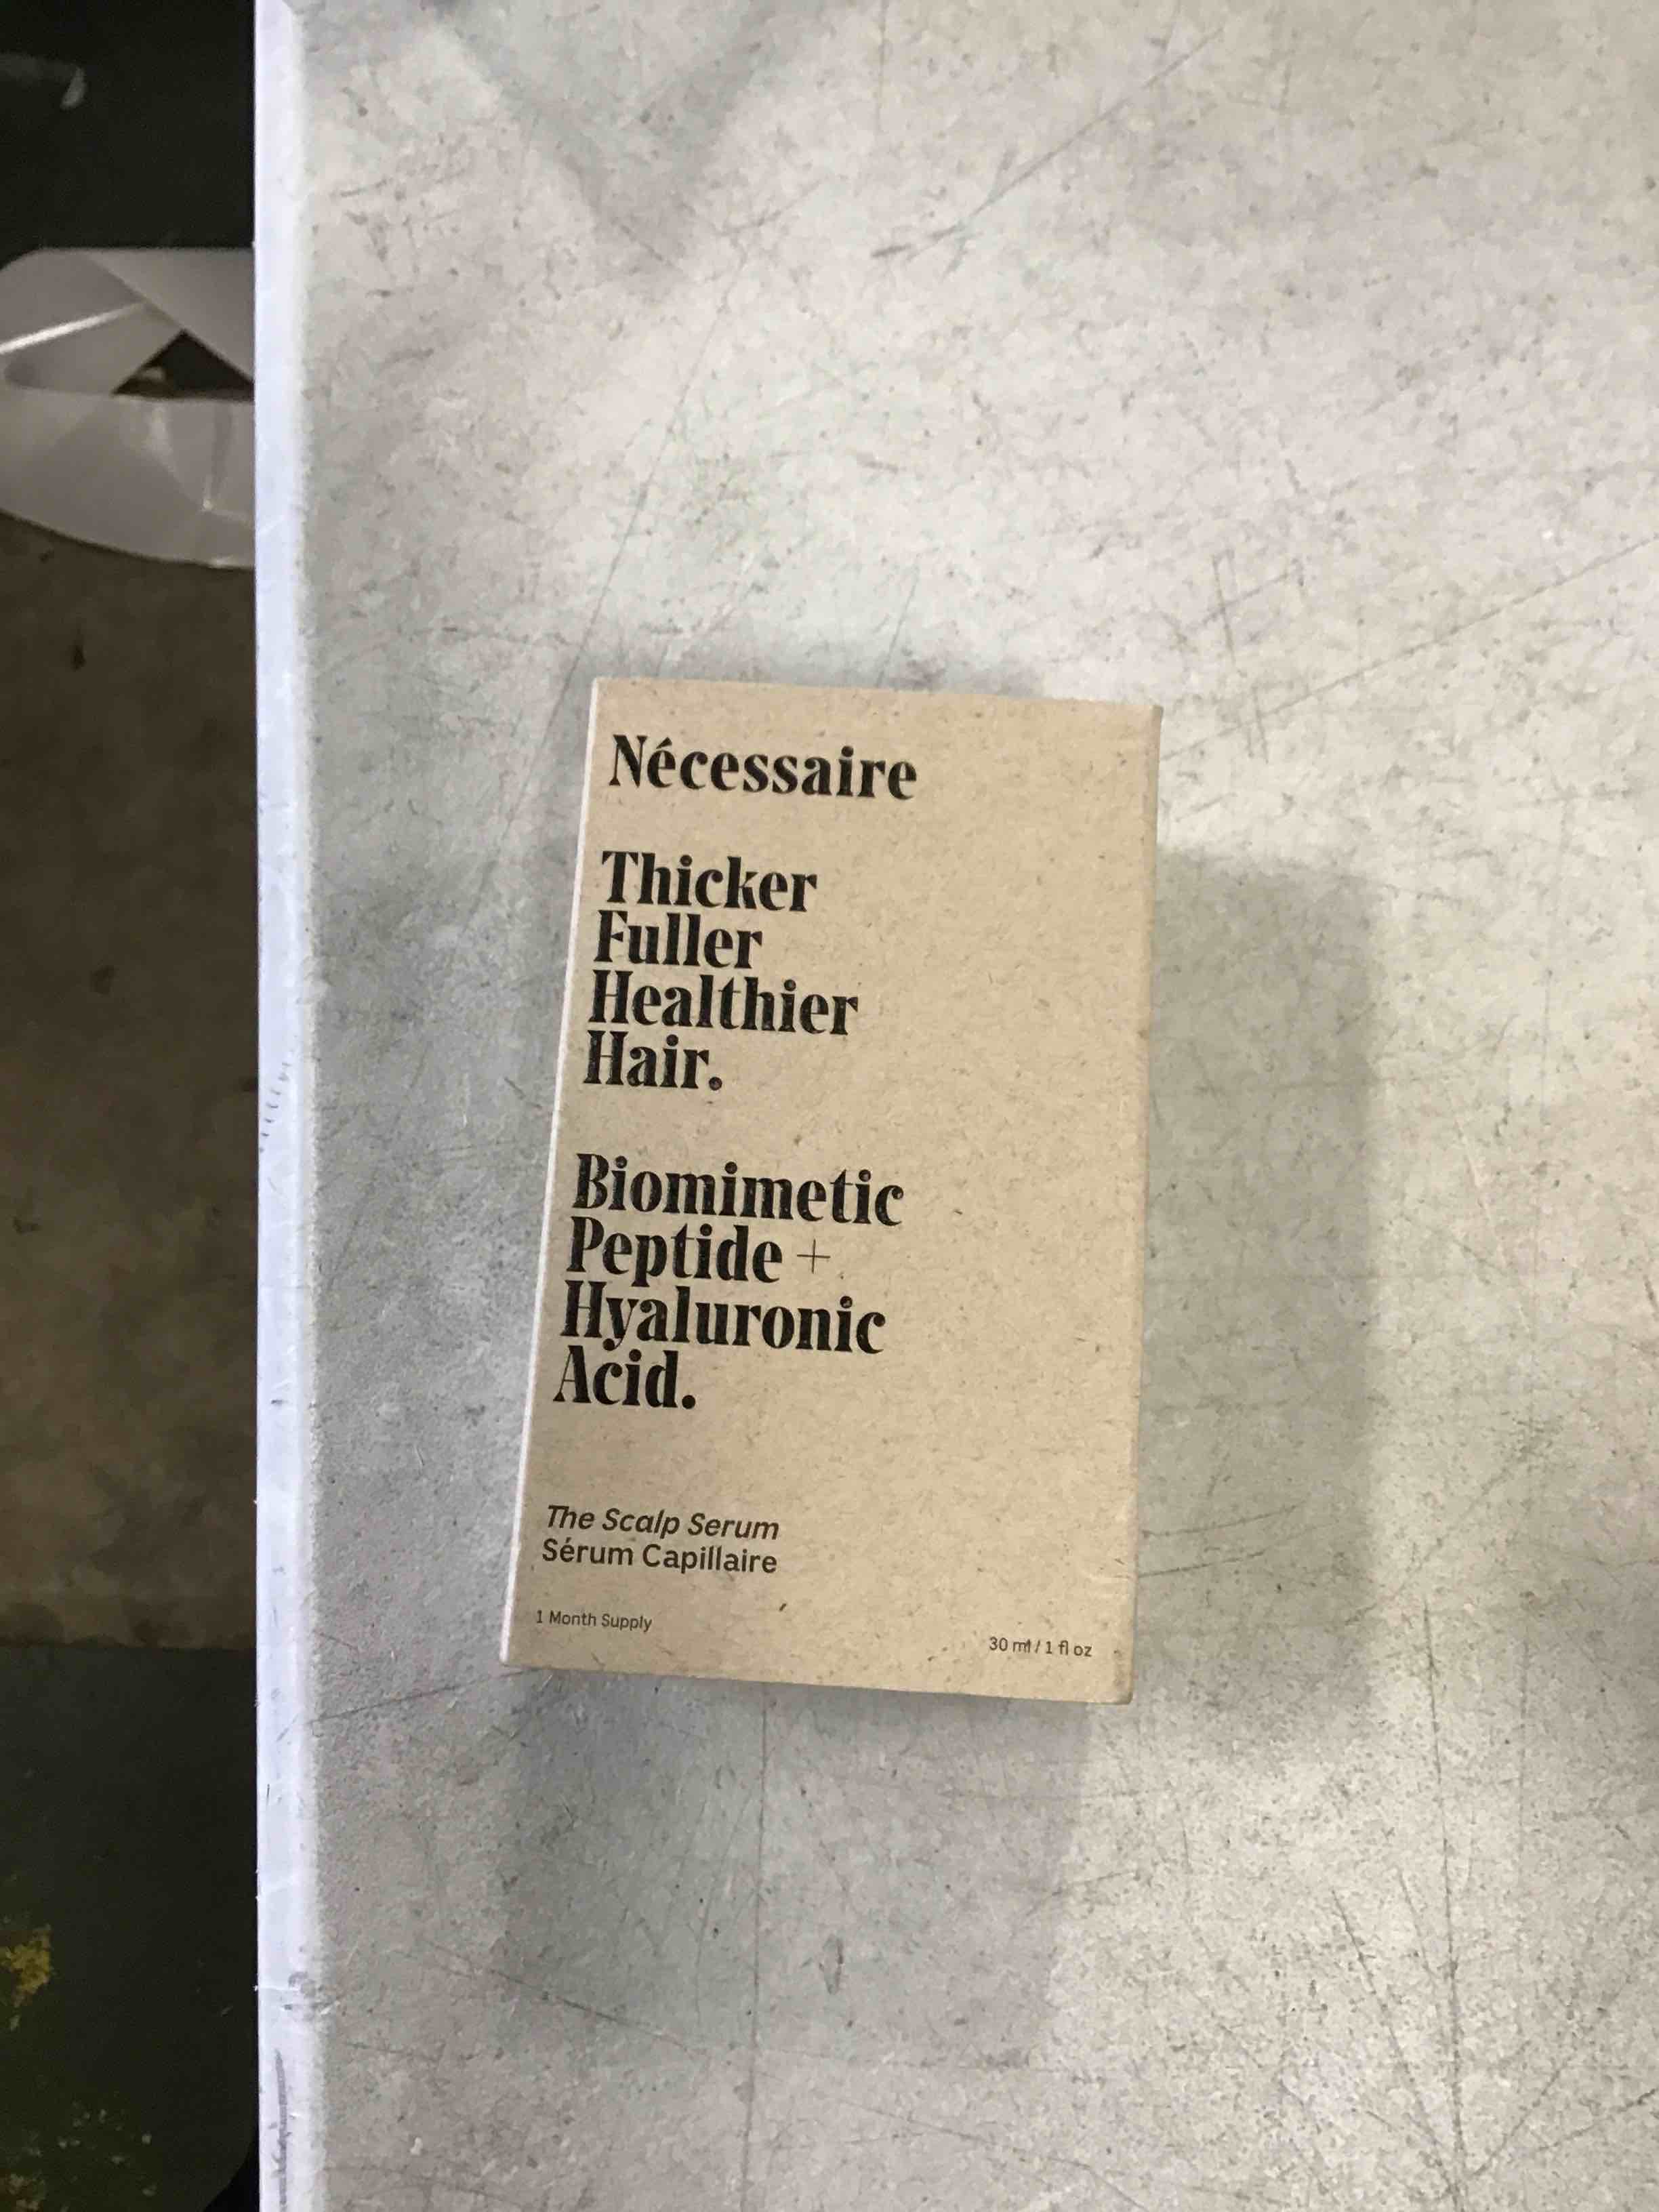 Nécessaire
Thicker
Fuller
Healthier
Hair.
Biomimetic
Peptide +
Hyaluronic
Acid.
The Scalp Serum
Sérum Capillaire
1 Month Supply
30 ml / 1 fl oz